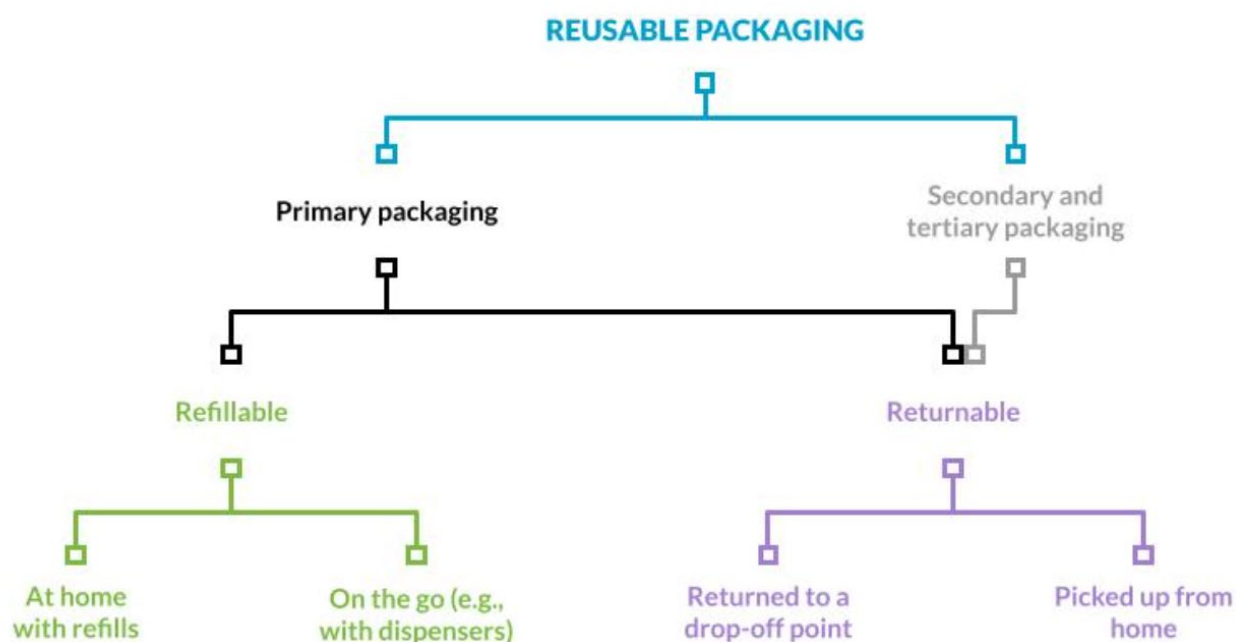 REUSABLE PACKAGING
Primary packaging
Secondary and
tertiary packaging
Refillable
Returnable
At home
with refills
On the go (e.g.,
with dispensers)
Returned to a
drop-off point
Picked up from
home